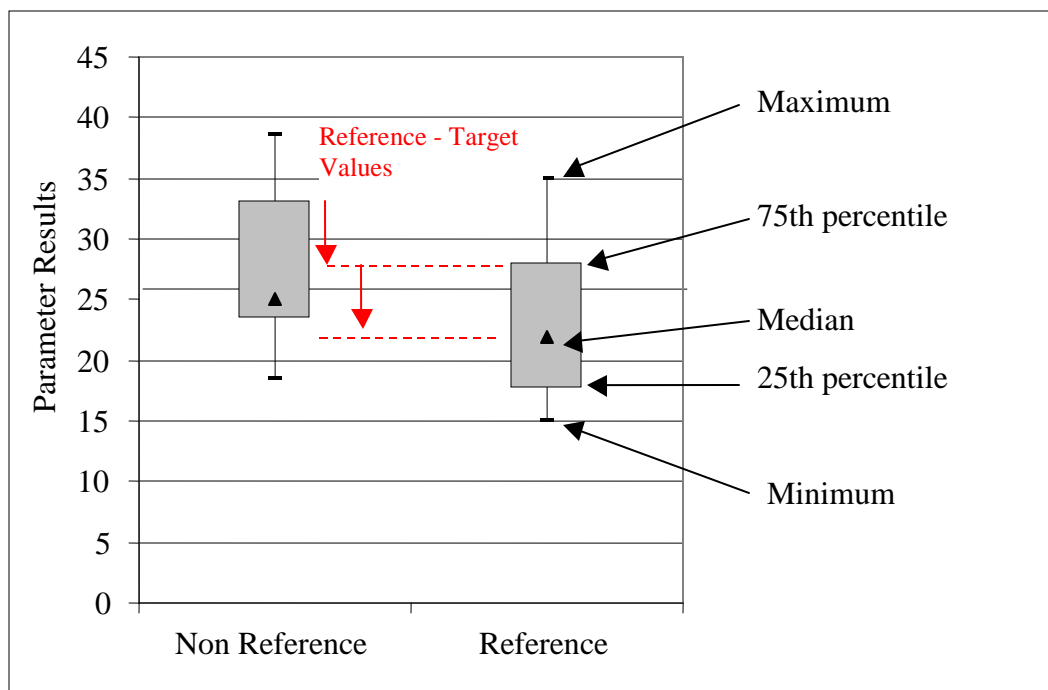 45
40
35
30
25
20
15
10
5
0
Parameter Results
Reference - Target
Values
Maximum
75th percentile
Median
25th percentile
Minimum
Non Reference
Reference